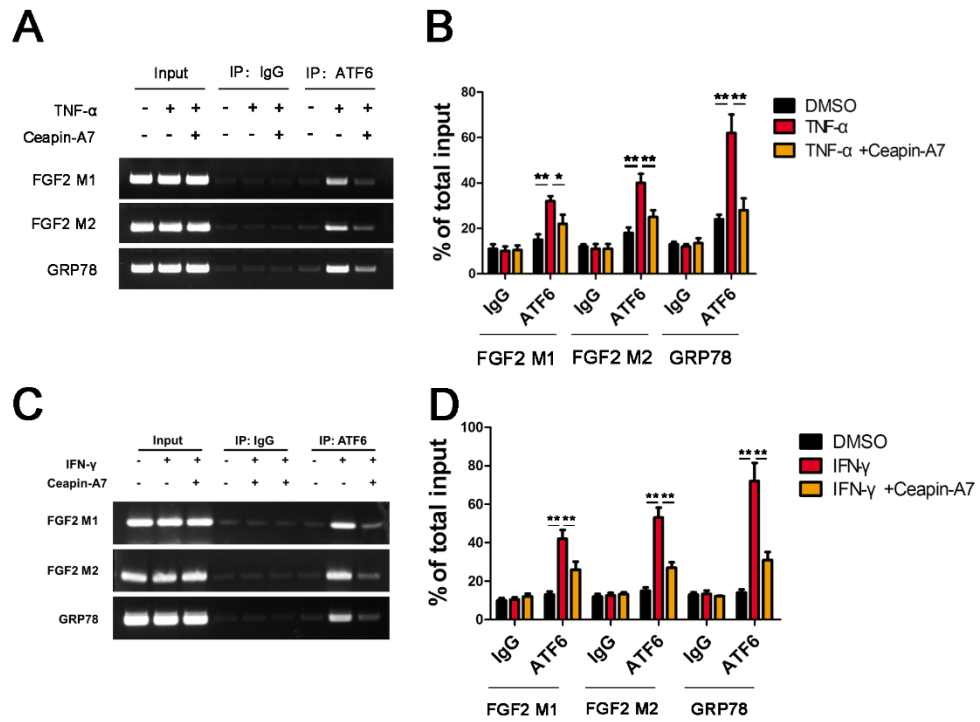 A
Input IP: IgG IP: ATF6
TNF-α - + + - + + - + +
Ceapin-A7 - - + - - + - - +
FGF2 M1
FGF2 M2
GRP78
B
% of total input
80
60
40
20
0
** * ** ** ** **
IgG ATF6 IgG ATF6 IgG ATF6
FGF2 M1 FGF2 M2 GRP78
DMSO
TNF-α
TNF-α +Ceapin-A7
C
Input IP: IgG IP: ATF6
IFN-γ - + + - + + - + +
Ceapin-A7 - - + - + + - - +
FGF2 M1
FGF2 M2
GRP78
D
% of total input
100
80
60
40
20
0
** ** ** ** ** **
IgG ATF6 IgG ATF6 IgG ATF6
FGF2 M1 FGF2 M2 GRP78
DMSO
IFN-γ
IFN-γ +Ceapin-A7